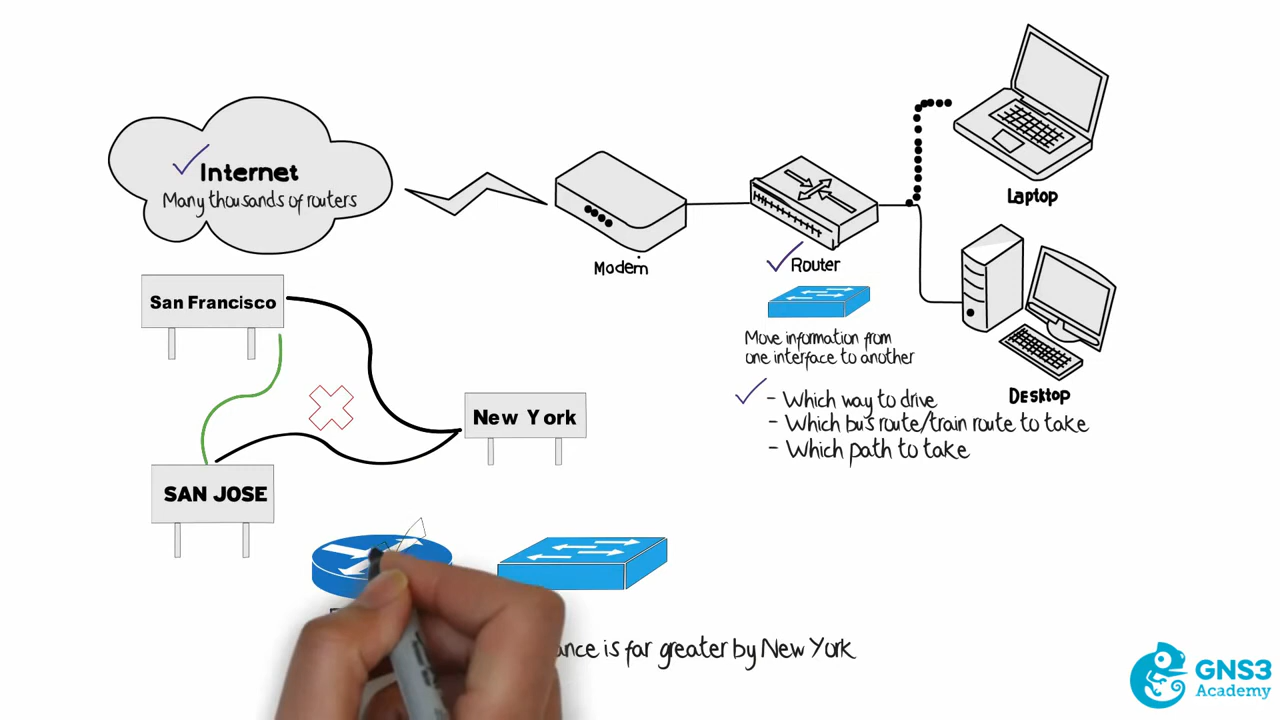 Internet
Many thousands of routers
Laptop
Modem
Router
Move information from
one interface to another
San Francisco
New York
SAN JOSE
Desktop
- Which way to drive
- Which bus route/train route to take
- Which path to take
is far greater by New York
GNS3
Academy